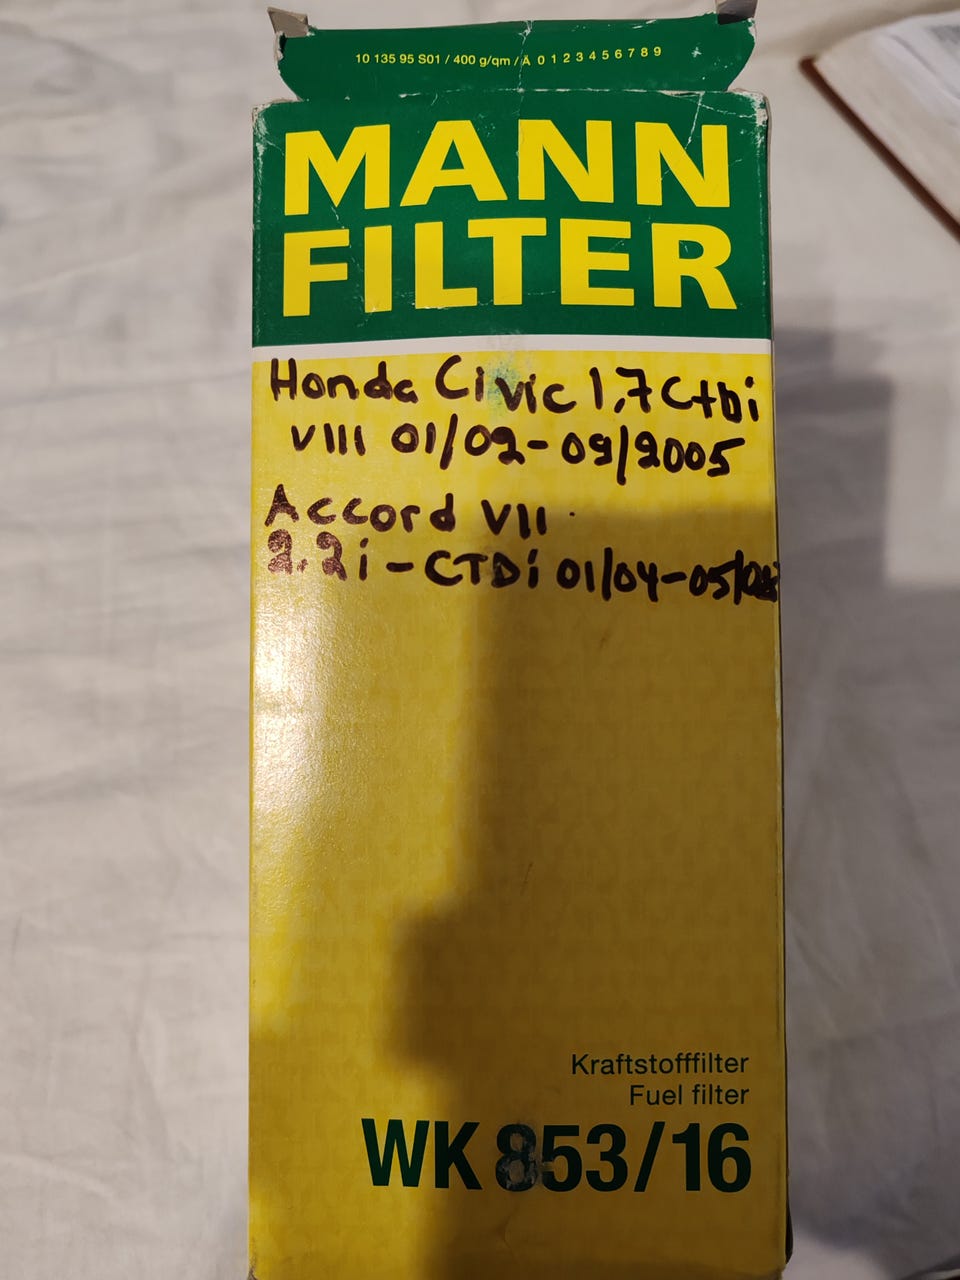 10 135 95 S01 / 400 g/qm / Ä 0 1 2 3 4 5 6 7 8 9
MANN
FILTER
Honda Civic 1,7 Ctdi
VIII 01/02-09/2005
Accord VII
2.2i-CTDi 01/04-05/08
Kraftstofffilter
Fuel filter
WK 853/16